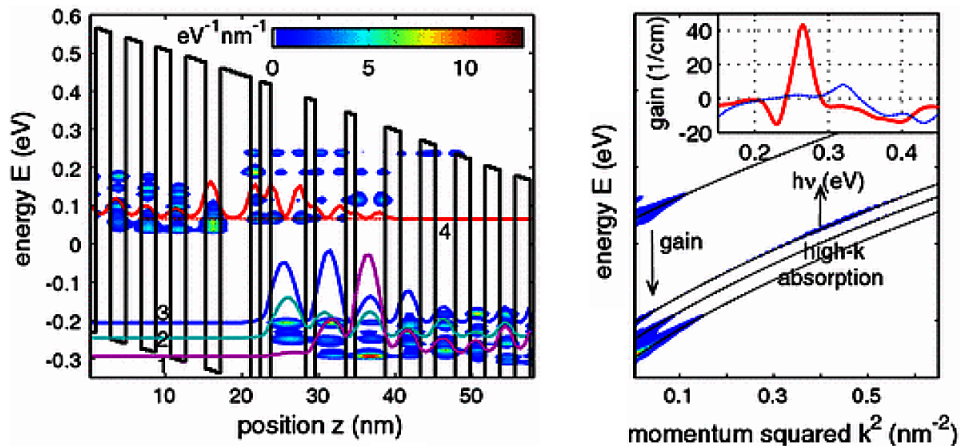 eV⁻¹nm⁻¹
0 5 10
energy E (eV)
0.6
0.5
0.4
0.3
0.2
0.1
0
-0.1
-0.2
-0.3
4
3
2
1
10 20 30 40 50
position z (nm)
gain (1/cm)
40
20
0
-20
0.2 0.3 0.4
hν (eV)
energy E (eV)
gain
high-k
absorption
0.1 0.3 0.5
momentum squared k² (nm⁻²)